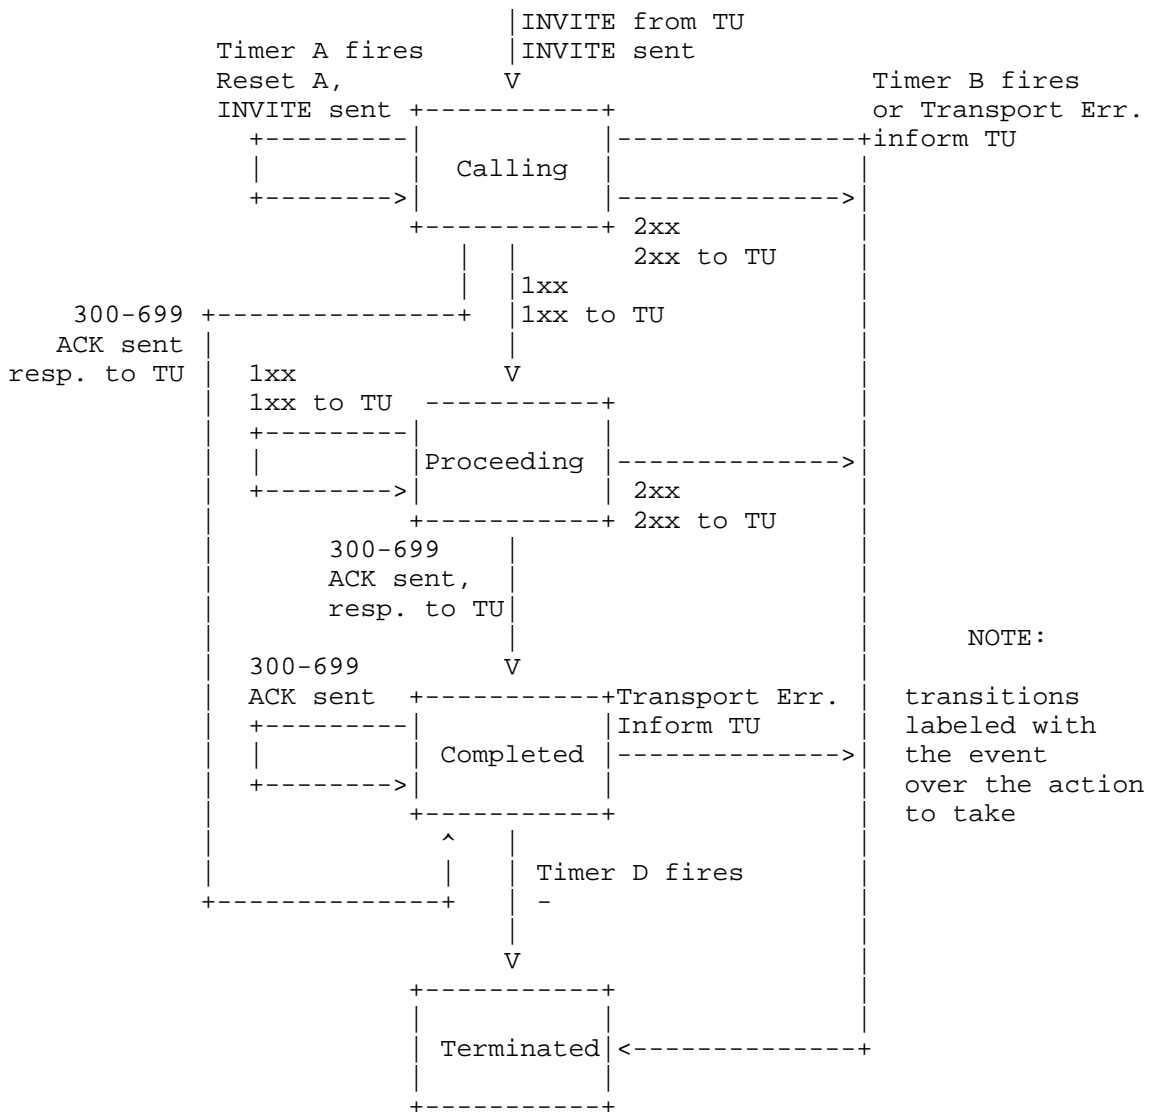 INVITE from TU
Timer A fires INVITE sent
Reset A, V Timer B fires
INVITE sent or Transport Err.
inform TU
Calling
2xx
2xx to TU
1xx
300-699 1xx to TU
ACK sent
resp. to TU 1xx V
1xx to TU
Proceeding
2xx
2xx to TU
300-699
ACK sent,
resp. to TU
NOTE:
300-699 V
ACK sent Transport Err. transitions
Inform TU labeled with
Completed the event
over the action
to take
Timer D fires
-
V
Terminated